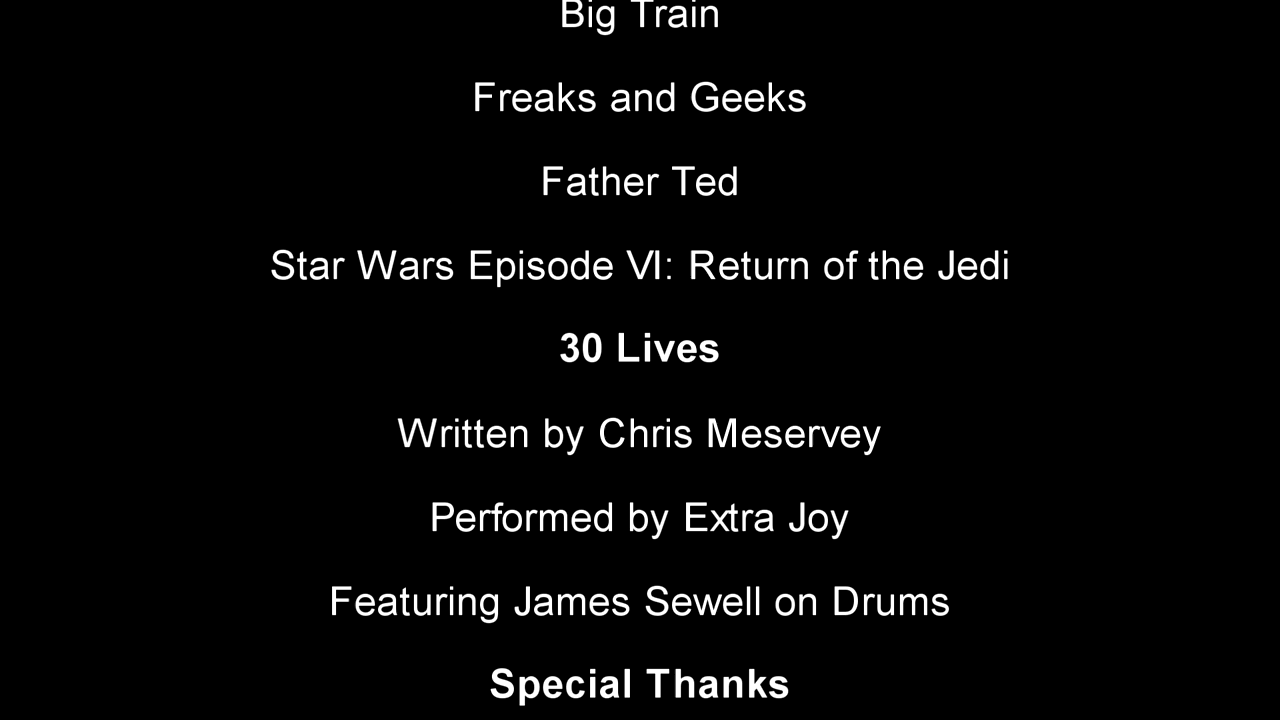 Big Train
Freaks and Geeks
Father Ted
Star Wars Episode VI: Return of the Jedi
30 Lives
Written by Chris Meservey
Performed by Extra Joy
Featuring James Sewell on Drums
Special Thanks